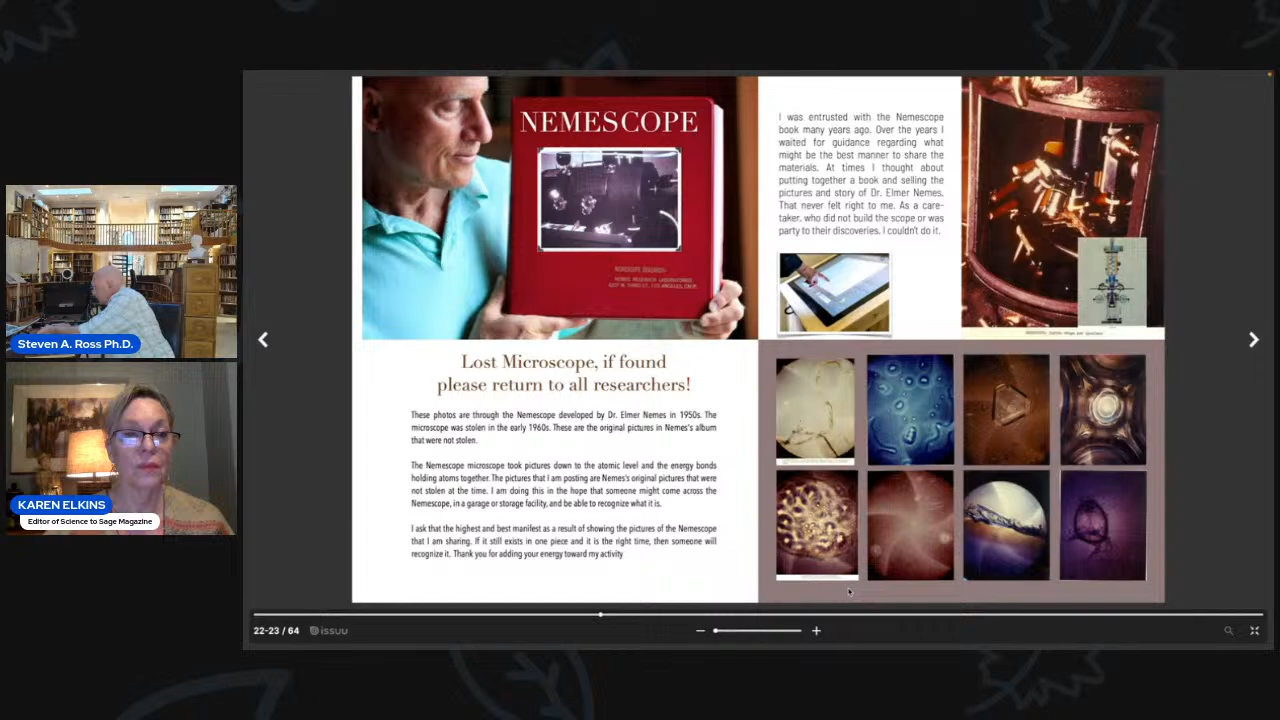 Steven A. Ross Ph.D.
KAREN ELKINS
Editor of Science to Sage Magazine
NEMESCOPE
I was entrusted with the Nemescope
book many years ago. Over the years I
waited for guidance regarding what
might be the best manner to share the
materials. At times I thought about
putting together a book and selling the
pictures and story of Dr. Elmer Nemes.
That never felt right to me. As a care-
taker, who did not build the scope or was
party to their discoveries, I couldn't do it.
Lost Microscope, if found
please return to all researchers!
These photos are through the Nemescope developed by Dr. Elmer Nemes in 1950s. The
microscope was stolen in the early 1960s. These are the original pictures in Nemes's album
that were not stolen.
The Nemescope microscope took pictures down to the atomic level and the energy bonds
holding atoms together. The pictures that I am posting are Nemes's original pictures that were
not stolen at the time. I am doing this in the hope that someone might come across the
Nemescope, in a garage or storage facility, and be able to recognize what it is.
I ask that the highest and best manifest as a result of showing the pictures of the Nemescope
that I am sharing. If it still exists in one piece and it is the right time, then someone will
recognize it. Thank you for adding your energy toward my activity
22-23 / 64
issuu